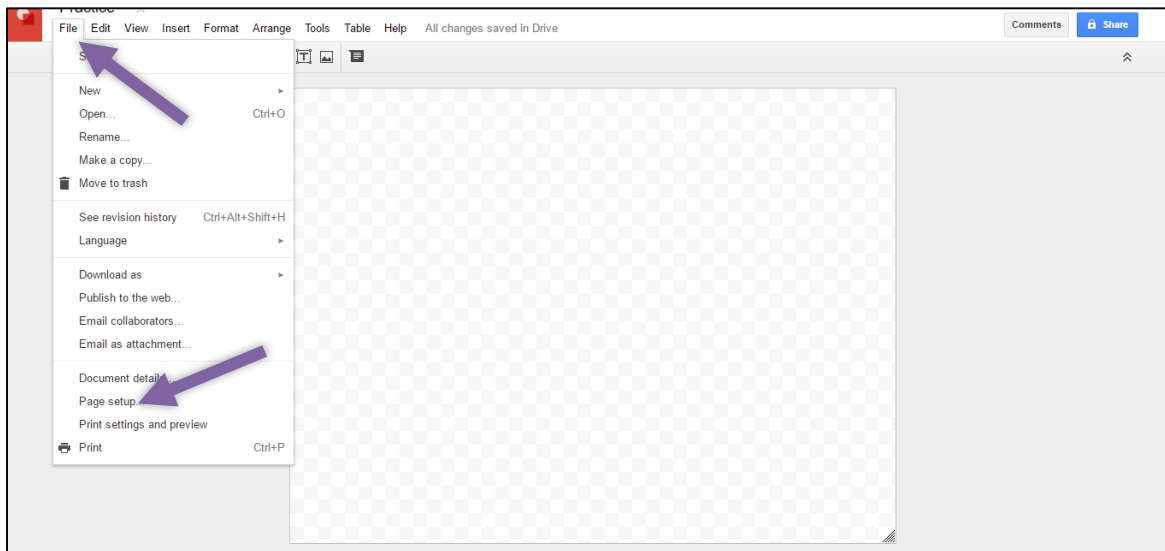 Practice
File Edit View Insert Format Arrange Tools Table Help All changes saved in Drive
Comments
Share
New
Open... Ctrl+O
Rename...
Make a copy...
Move to trash
See revision history Ctrl+Alt+Shift+H
Language
Download as
Publish to the web...
Email collaborators...
Email as attachment...
Document
Page setup...
Print settings and preview
Print Ctrl+P